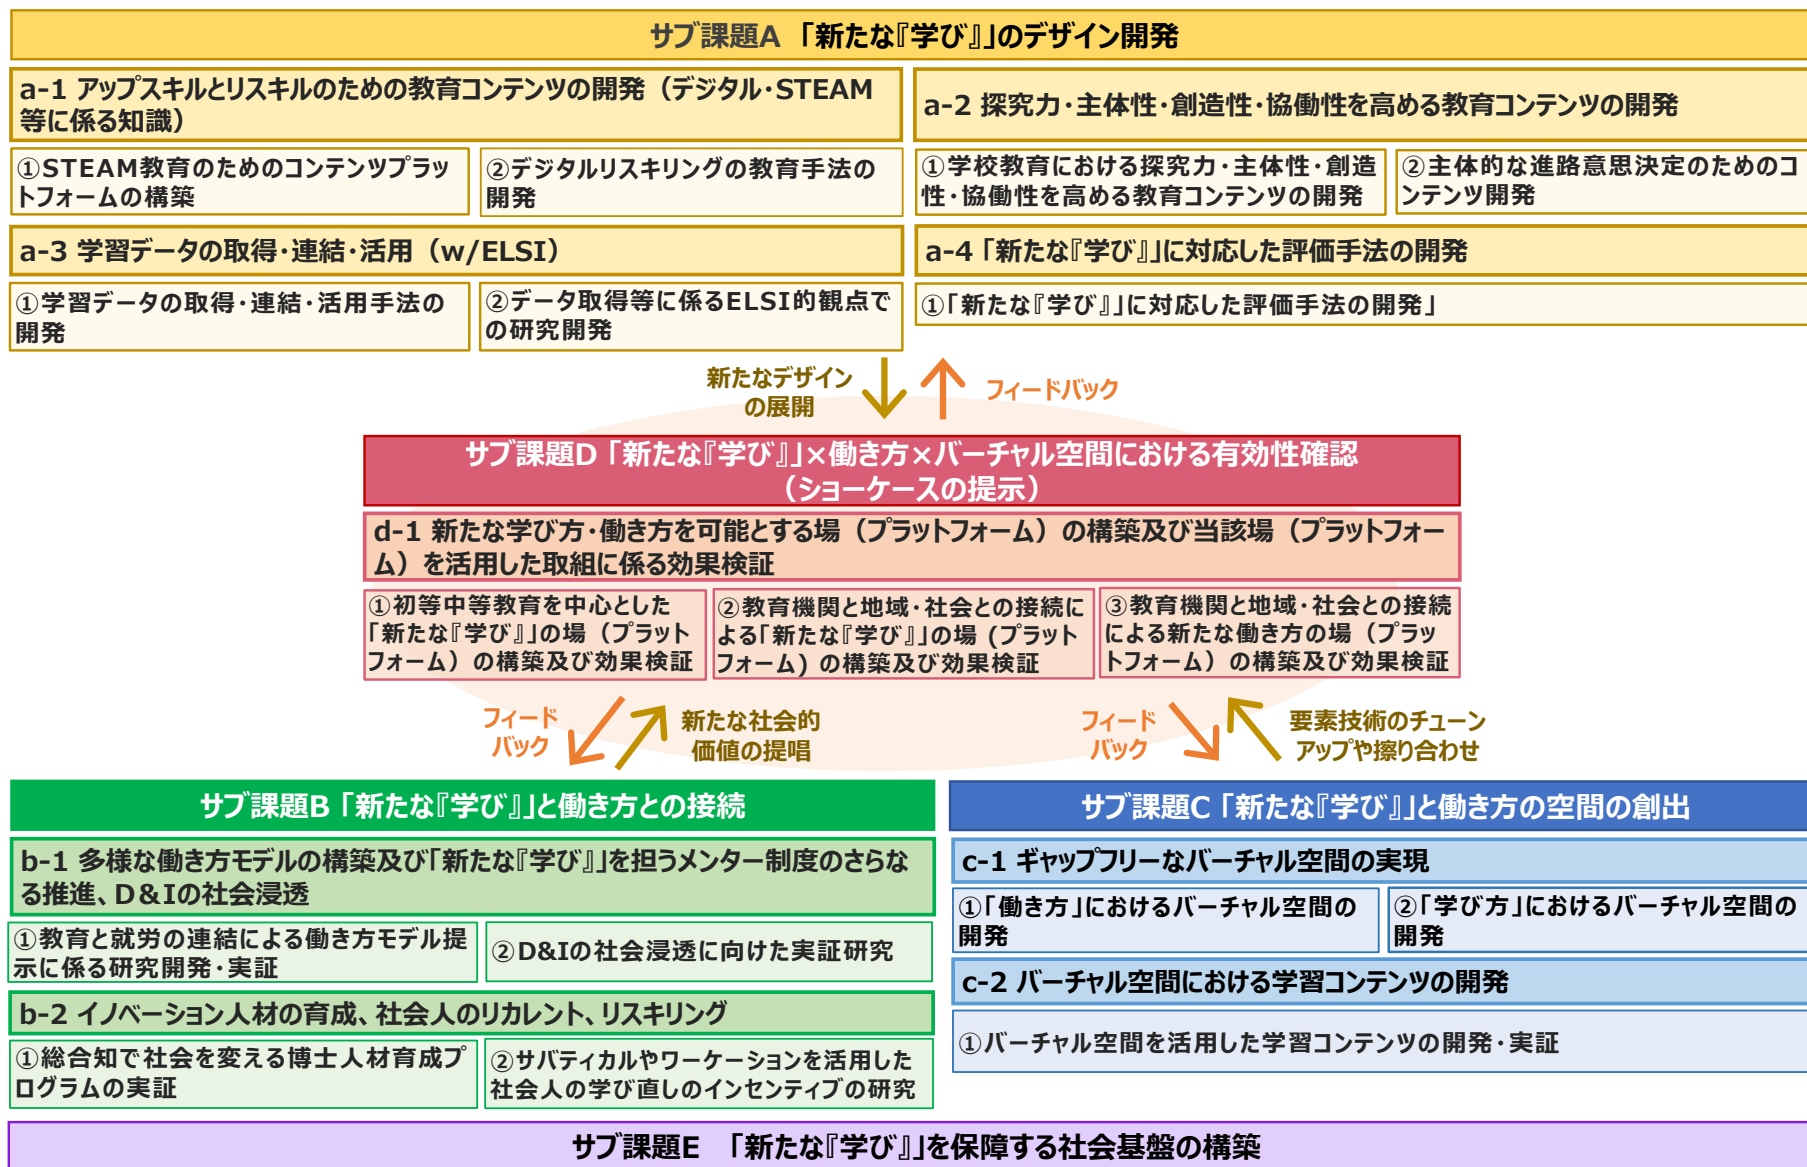 サブ課題A 「新たな『学び』」のデザイン開発
a-1 アップスキルとリスキルのための教育コンテンツの開発（デジタル・STEAM
等に係る知識）
①STEAM教育のためのコンテンツプラッ
トフォームの構築
②デジタルリスキリングの教育手法の
開発
a-2 探究力・主体性・創造性・協働性を高める教育コンテンツの開発
①学校教育における探究力・主体性・創造
性・協働性を高める教育コンテンツの開発
②主体的な進路意思決定のためのコ
ンテンツ開発
a-3 学習データの取得・連結・活用（w/ELSI）
①学習データの取得・連結・活用手法の
開発
②データ取得等に係るELSI的観点で
の研究開発
a-4 「新たな『学び』」に対応した評価手法の開発
①「新たな『学び』」に対応した評価手法の開発」
新たなデザイン
の展開
フィードバック
サブ課題D 「新たな『学び』」×働き方×バーチャル空間における有効性確認
（ショーケースの提示）
d-1 新たな学び方・働き方を可能とする場（プラットフォーム）の構築及び当該場（プラットフォー
ム）を活用した取組に係る効果検証
①初等中等教育を中心とした
「新たな『学び』」の場（プラット
フォーム）の構築及び効果検証
②教育機関と地域・社会との接続に
よる「新たな『学び』」の場 (プラット
フォーム) の構築及び効果検証
③教育機関と地域・社会との接続
による新たな働き方の場（プラッ
トフォーム）の構築及び効果検証
フィード
バック
新たな社会的
価値の提唱
フィード
バック
要素技術のチューン
アップや擦り合わせ
サブ課題B 「新たな『学び』」と働き方との接続
b-1 多様な働き方モデルの構築及び「新たな『学び』」を担うメンター制度のさらな
る推進、D&Iの社会浸透
①教育と就労の連結による働き方モデル提
示に係る研究開発・実証
②D&Iの社会浸透に向けた実証研究
b-2 イノベーション人材の育成、社会人のリカレント、リスキリング
①総合知で社会を変える博士人材育成プ
ログラムの実証
②サバティカルやワーケーションを活用した
社会人の学び直しのインセンティブの研究
サブ課題C 「新たな『学び』」と働き方の空間の創出
c-1 ギャップフリーなバーチャル空間の実現
①「働き方」におけるバーチャル空間の
開発
②「学び方」におけるバーチャル空間の
開発
c-2 バーチャル空間における学習コンテンツの開発
①バーチャル空間を活用した学習コンテンツの開発・実証
サブ課題E 「新たな『学び』」を保障する社会基盤の構築